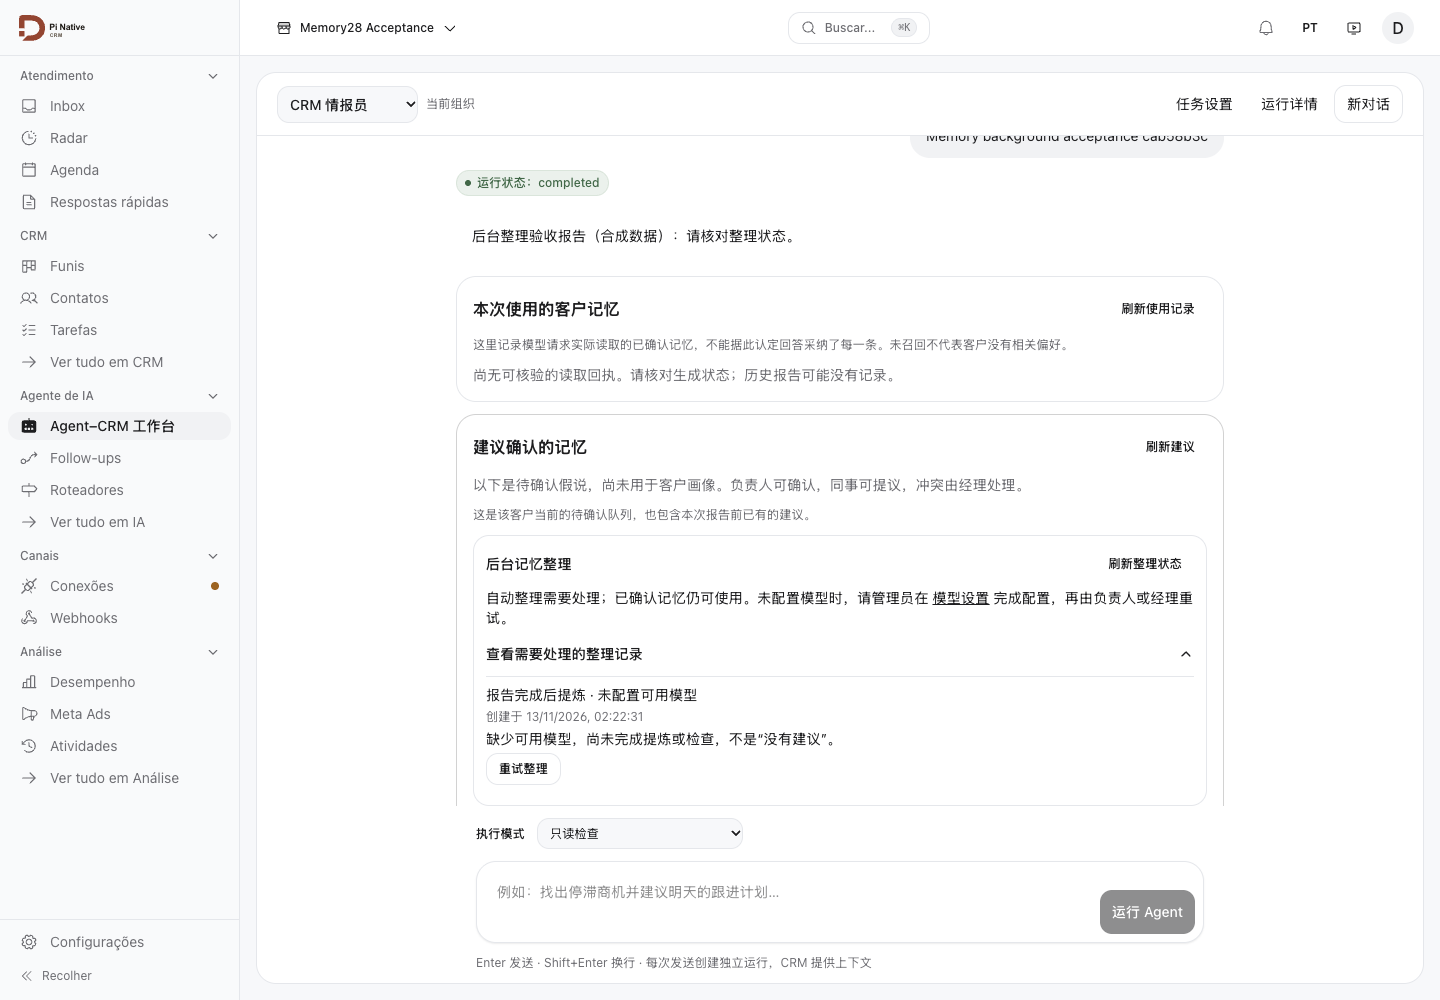 Pi Native
CRM
Memory28 Acceptance
Buscar...
⌘K
PT
D
Atendimento
Inbox
Radar
Agenda
Respostas rápidas
CRM
Funis
Contatos
Tarefas
Ver tudo em CRM
Agente de IA
Agent–CRM 工作台
Follow-ups
Roteadores
Ver tudo em IA
Canais
Conexões
Webhooks
Análise
Desempenho
Meta Ads
Atividades
Ver tudo em Análise
Configurações
Recolher
CRM 情报员
当前组织
任务设置
运行详情
新对话
Memory background acceptance cab58b3c
运行状态：completed
后台整理验收报告（合成数据）：请核对整理状态。
本次使用的客户记忆
刷新使用记录
这里记录模型请求实际读取的已确认记忆，不能据此认定回答采纳了每一条。未召回不代表客户没有相关偏好。
尚无可核验的读取回执。请核对生成状态；历史报告可能没有记录。
建议确认的记忆
刷新建议
以下是待确认假说，尚未用于客户画像。负责人可确认，同事可提议，冲突由经理处理。
这是该客户当前的待确认队列，也包含本次报告前已有的建议。
后台记忆整理
刷新整理状态
自动整理需要处理；已确认记忆仍可使用。未配置模型时，请管理员在 模型设置 完成配置，再由负责人或经理重
试。
查看需要处理的整理记录
报告完成后提炼 · 未配置可用模型
创建于 13/11/2026, 02:22:31
缺少可用模型，尚未完成提炼或检查，不是“没有建议”。
重试整理
执行模式
只读检查
例如：找出停滞商机并建议明天的跟进计划...
运行 Agent
Enter 发送 · Shift+Enter 换行 · 每次发送创建独立运行，CRM 提供上下文